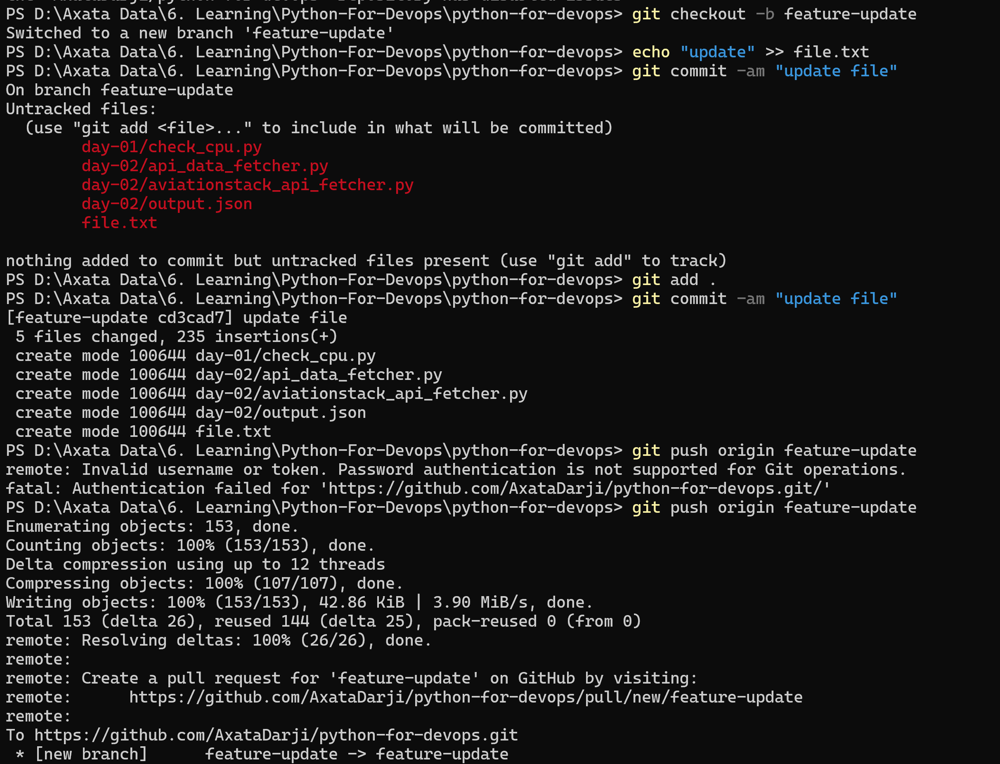 PS D:\Axata Data\6. Learning\Python-For-Devops\python-for-devops> git checkout -b feature-update
Switched to a new branch 'feature-update'
PS D:\Axata Data\6. Learning\Python-For-Devops\python-for-devops> echo "update" >> file.txt
PS D:\Axata Data\6. Learning\Python-For-Devops\python-for-devops> git commit -am "update file"
On branch feature-update
Untracked files:
  (use "git add <file>..." to include in what will be committed)
        day-01/check_cpu.py
        day-02/api_data_fetcher.py
        day-02/aviationstack_api_fetcher.py
        day-02/output.json
        file.txt

nothing added to commit but untracked files present (use "git add" to track)
PS D:\Axata Data\6. Learning\Python-For-Devops\python-for-devops> git add .
PS D:\Axata Data\6. Learning\Python-For-Devops\python-for-devops> git commit -am "update file"
[feature-update cd3cad7] update file
 5 files changed, 235 insertions(+)
 create mode 100644 day-01/check_cpu.py
 create mode 100644 day-02/api_data_fetcher.py
 create mode 100644 day-02/aviationstack_api_fetcher.py
 create mode 100644 day-02/output.json
 create mode 100644 file.txt
PS D:\Axata Data\6. Learning\Python-For-Devops\python-for-devops> git push origin feature-update
remote: Invalid username or token. Password authentication is not supported for Git operations.
fatal: Authentication failed for 'https://github.com/AxataDarji/python-for-devops.git/'
PS D:\Axata Data\6. Learning\Python-For-Devops\python-for-devops> git push origin feature-update
Enumerating objects: 153, done.
Counting objects: 100% (153/153), done.
Delta compression using up to 12 threads
Compressing objects: 100% (107/107), done.
Writing objects: 100% (153/153), 42.86 KiB | 3.90 MiB/s, done.
Total 153 (delta 26), reused 144 (delta 25), pack-reused 0 (from 0)
remote: Resolving deltas: 100% (26/26), done.
remote:
remote: Create a pull request for 'feature-update' on GitHub by visiting:
remote:      https://github.com/AxataDarji/python-for-devops/pull/new/feature-update
remote:
To https://github.com/AxataDarji/python-for-devops.git
 * [new branch]      feature-update -> feature-update